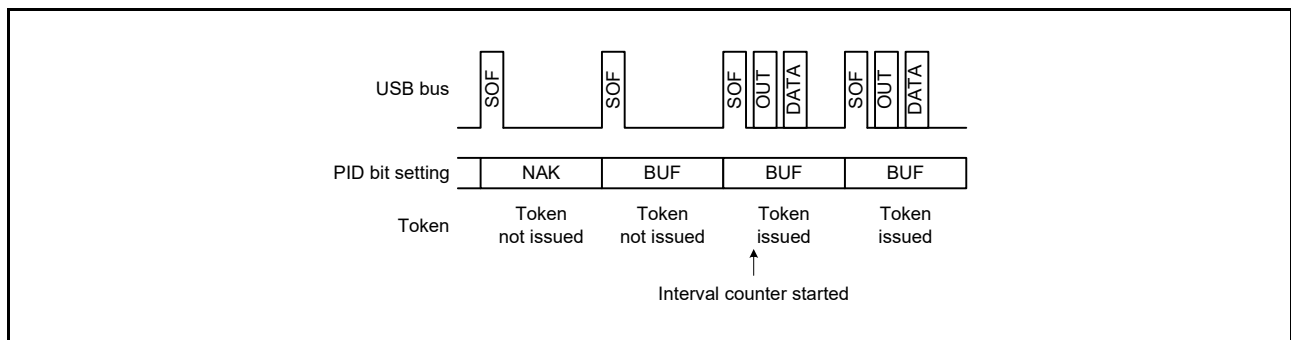 USB bus
SOF SOF SOF OUT DATA SOF OUT DATA
PID bit setting NAK BUF BUF BUF
Token Token not issued Token not issued Token issued Token issued
Interval counter started